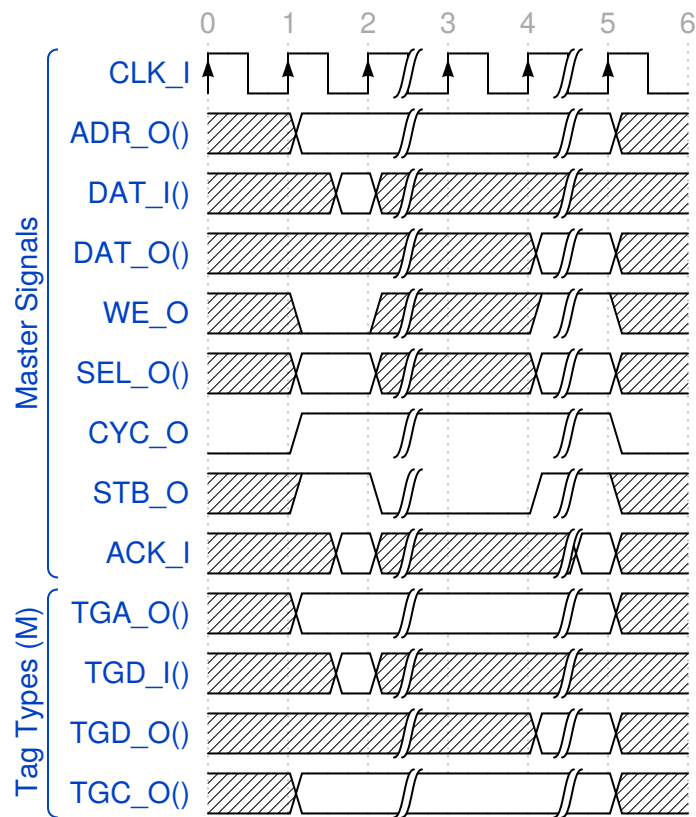 0 1 2 3 4 5 6
Master Signals
CLK_I
ADR_O()
DAT_I()
DAT_O()
WE_O
SEL_O()
CYC_O
STB_O
ACK_I
Tag Types (M)
TGA_O()
TGD_I()
TGD_O()
TGC_O()